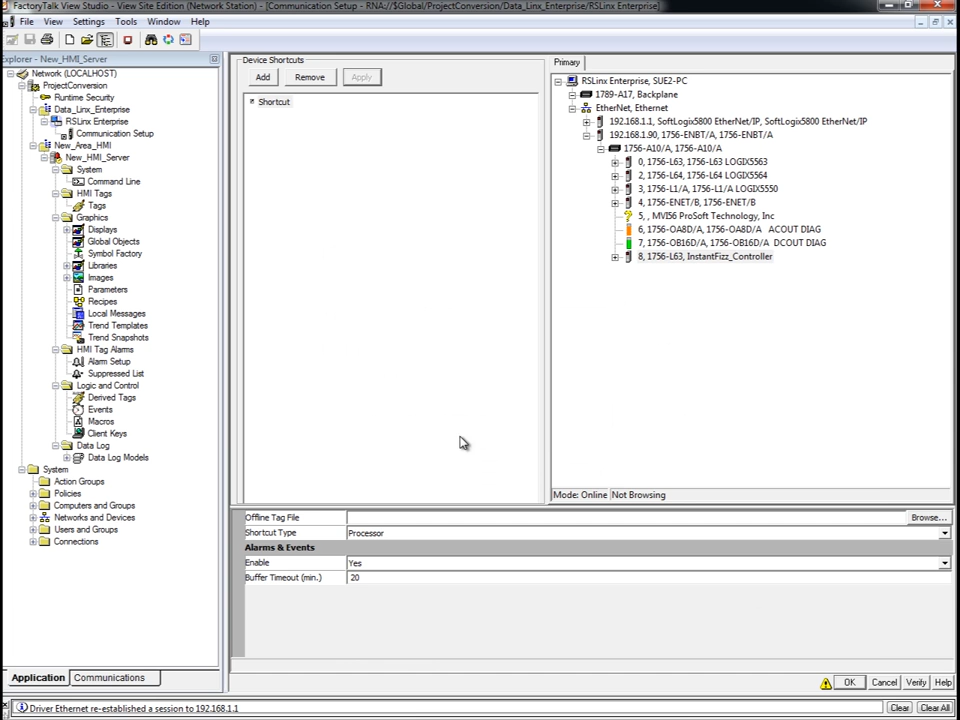 FactoryTalk View Studio - View Site Edition (Network Station) - [Communication Setup - RNA://$Global/ProjectConversion/Data_Linx_Enterprise/RSLinx Enterprise]
File View Settings Tools Window Help
Explorer - New_HMI_Server
Network (LOCALHOST)
ProjectConversion
Runtime Security
Data_Linx_Enterprise
RSLinx Enterprise
Communication Setup
New_Area_HMI
New_HMI_Server
System
Command Line
HMI Tags
Tags
Graphics
Displays
Global Objects
Symbol Factory
Libraries
Images
Parameters
Recipes
Local Messages
Trend Templates
Trend Snapshots
HMI Tag Alarms
Alarm Setup
Suppressed List
Logic and Control
Derived Tags
Events
Macros
Client Keys
Data Log
Data Log Models
System
Action Groups
Policies
Computers and Groups
Networks and Devices
Users and Groups
Connections
Application Communications
Device Shortcuts
Add Remove Apply
Shortcut
Primary
RSLinx Enterprise, SUE2-PC
1789-A17, Backplane
EtherNet, Ethernet
192.168.1.1, SoftLogix5800 EtherNet/IP, SoftLogix5800 EtherNet/IP
192.168.1.90, 1756-ENBT/A, 1756-ENBT/A
1756-A10/A, 1756-A10/A
0, 1756-L63, 1756-L63 LOGIX5563
2, 1756-L64, 1756-L64 LOGIX5564
3, 1756-L1/A, 1756-L1/A LOGIX5550
4, 1756-ENET/B, 1756-ENET/B
5, , MVI56 ProSoft Technology, Inc
6, 1756-OA8D/A, 1756-OA8D/A ACOUT DIAG
7, 1756-OB16D/A, 1756-OB16D/A DCOUT DIAG
8, 1756-L63, InstantFizz_Controller
Mode: Online Not Browsing
Offline Tag File Browse...
Shortcut Type Processor
Alarms & Events
Enable Yes
Buffer Timeout (min.) 20
OK Cancel Verify Help
Driver Ethernet re-established a session to 192.168.1.1 Clear Clear All